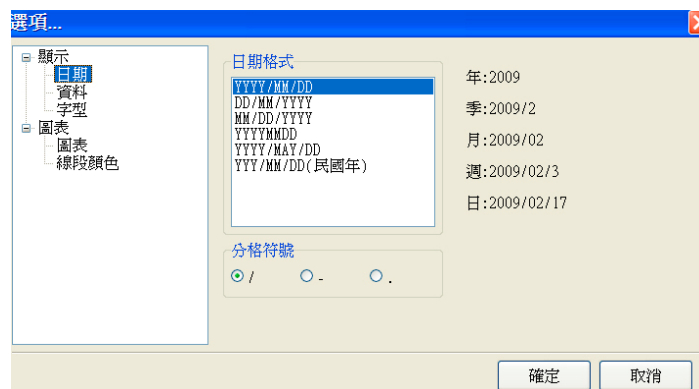 選項...
顯示
日期
資料
字型
圖表
圖表
線段顏色
日期格式
YYYY/MM/DD
DD/MM/YYYY
MM/DD/YYYY
YYYYMMDD
YYYY/MAY/DD
YYY/MM/DD(民國年)
分格符號
/
-
.
年:2009
季:2009/2
月:2009/02
週:2009/02/3
日:2009/02/17
確定
取消